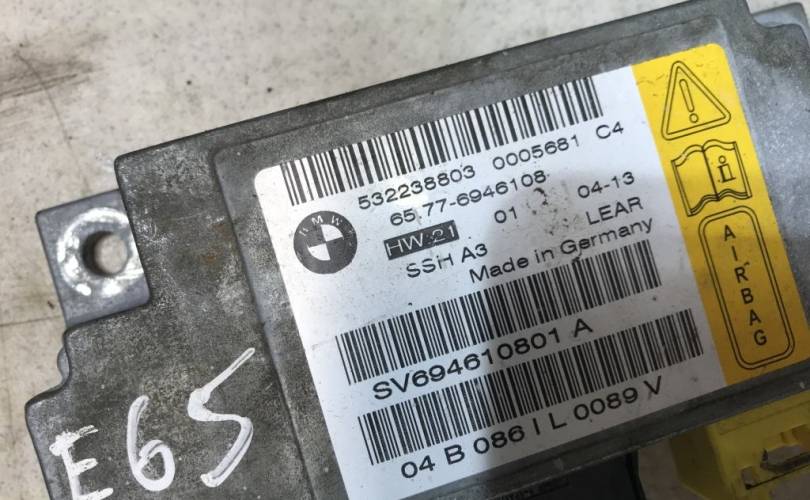 532238803 0005681 C4
65.77-6946108
BMW
HW 21 01 04-13
SSH A3 LEAR
Made in Germany
SV694610801 A
04 B 086 I L 0089 V
AIRBAG
E65